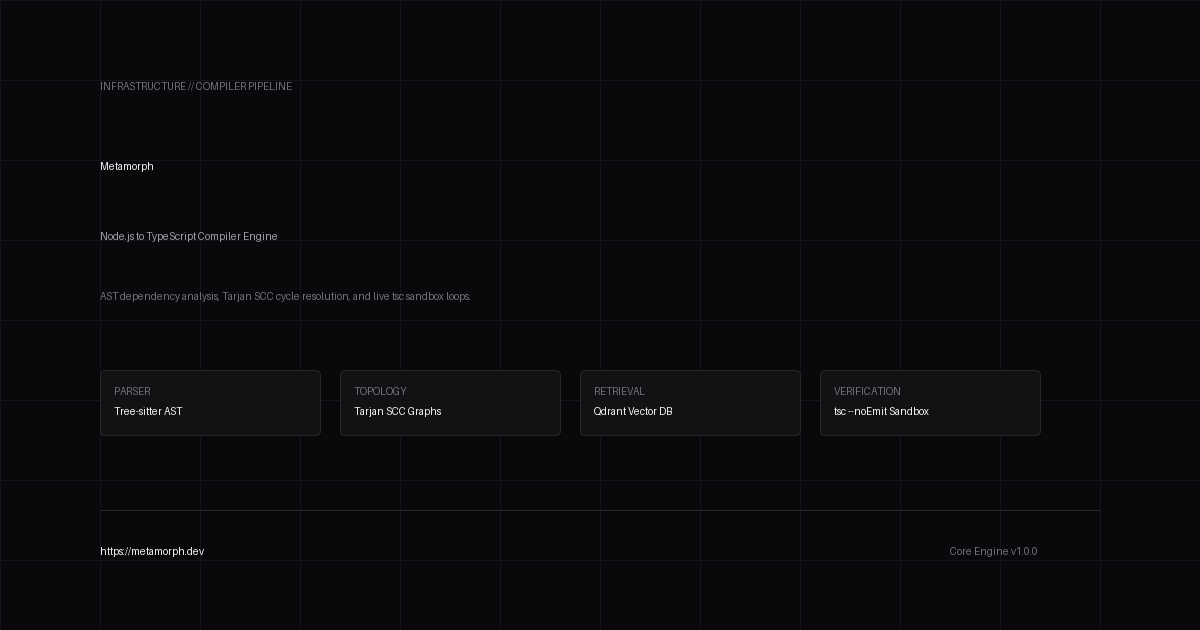 INFRASTRUCTURE // COMPILER PIPELINE
Metamorph
Node.js to TypeScript Compiler Engine
AST dependency analysis, Tarjan SCC cycle resolution, and live tsc sandbox loops.
PARSER
Tree-sitter AST
TOPOLOGY
Tarjan SCC Graphs
RETRIEVAL
Qdrant Vector DB
VERIFICATION
tsc --noEmit Sandbox
https://metamorph.dev
Core Engine v1.0.0